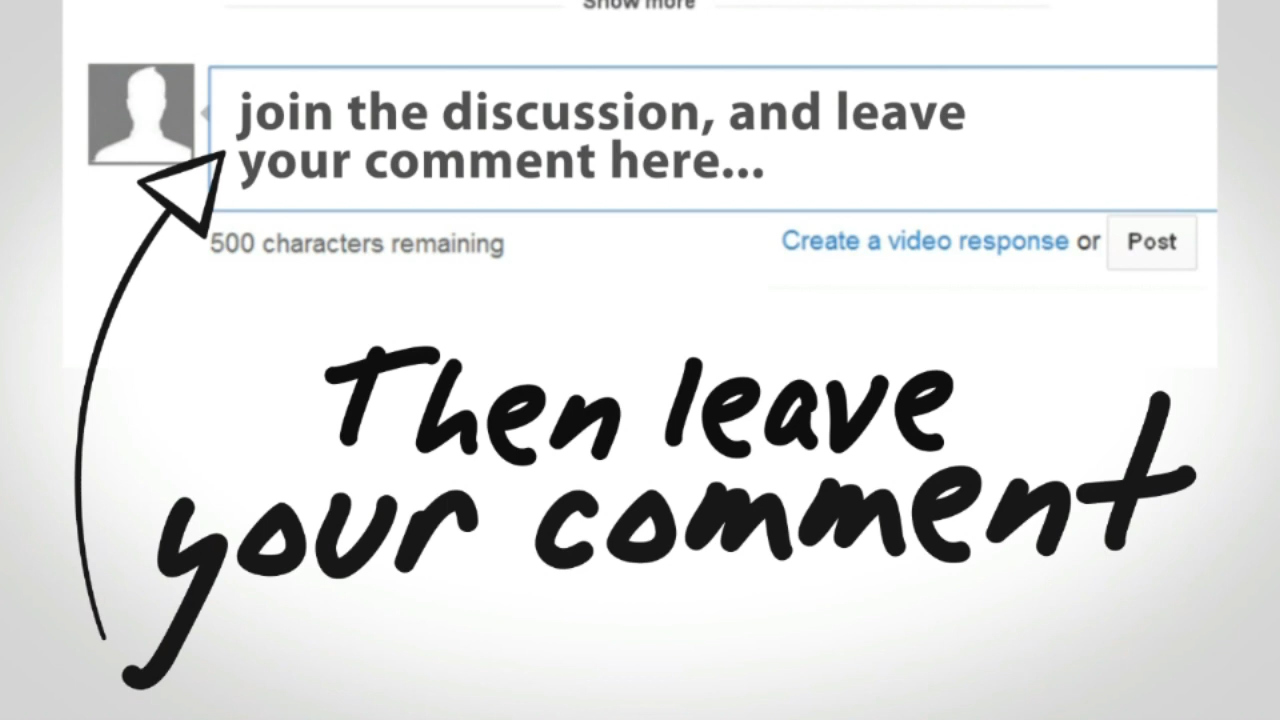 Show more
join the discussion, and leave
your comment here...
500 characters remaining
Create a video response or Post
Then leave
your comment